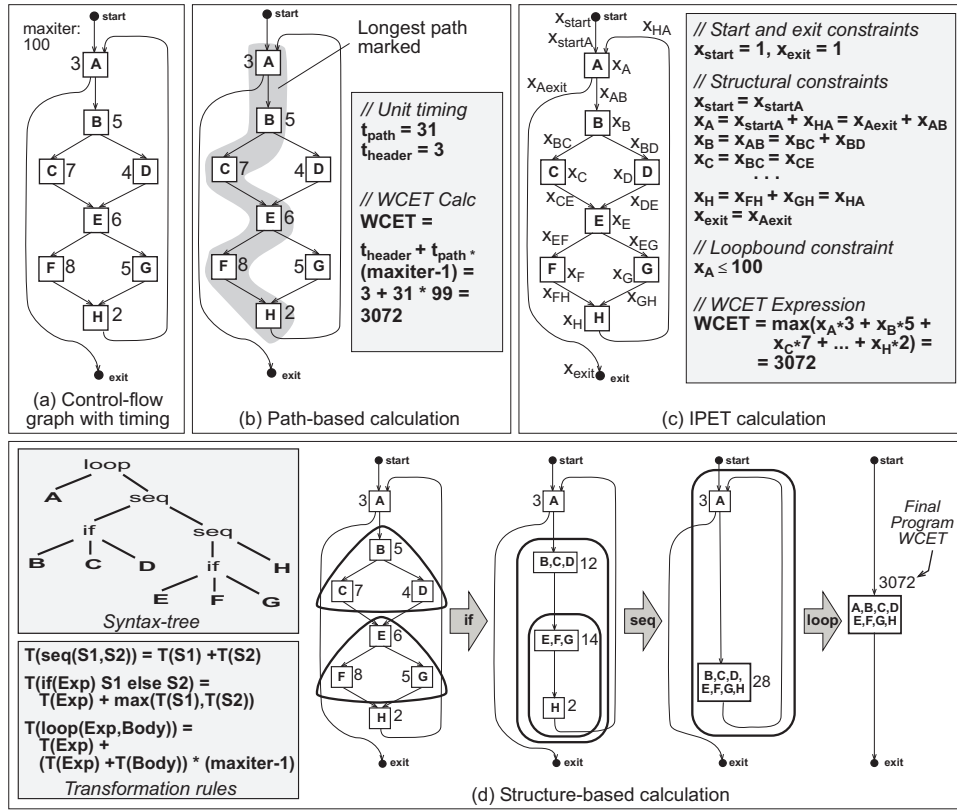 start
maxiter:
100
3 A
B 5
C 7
4 D
E 6
F 8
5 G
H 2
exit
(a) Control-flow
graph with timing
start
Longest path
marked
3 A
B 5
C 7
4 D
E 6
F 8
5 G
H 2
exit
// Unit timing
t_path = 31
t_header = 3
// WCET Calc
WCET =
t_header + t_path *
(maxiter-1) =
3 + 31 * 99 =
3072
(b) Path-based calculation
x_start start
x_startA x_HA
A x_A
x_Aexit x_AB
B x_B
x_BC x_BD
C x_C x_D D
x_CE x_DE
E x_E
x_EF x_EG
F x_F x_G G
x_FH x_GH
x_H H
x_exit exit
// Start and exit constraints
x_start = 1, x_exit = 1
// Structural constraints
x_start = x_startA
x_A = x_startA + x_HA = x_Aexit + x_AB
x_B = x_AB = x_BC + x_BD
x_C = x_BC = x_CE
. . .
x_H = x_FH + x_GH = x_HA
x_exit = x_Aexit
// Loopbound constraint
x_A ≤ 100
// WCET Expression
WCET = max(x_A*3 + x_B*5 +
x_C*7 + ... + x_H*2) =
= 3072
(c) IPET calculation
loop
A seq
if seq
B C D if H
E F G
Syntax-tree
T(seq(S1,S2)) = T(S1) +T(S2)
T(if(Exp) S1 else S2) =
T(Exp) + max(T(S1),T(S2))
T(loop(Exp,Body)) =
T(Exp) +
(T(Exp) +T(Body)) * (maxiter-1)
Transformation rules
start
3 A
B 5
C 7
4 D
E 6
F 8
5 G
H 2
exit
if
start
3 A
B,C,D 12
E,F,G 14
H 2
exit
seq
start
3 A
B,C,D,
E,F,G,H 28
exit
loop
start
Final
Program
WCET
3072
A,B,C,D
E,F,G,H
exit
(d) Structure-based calculation